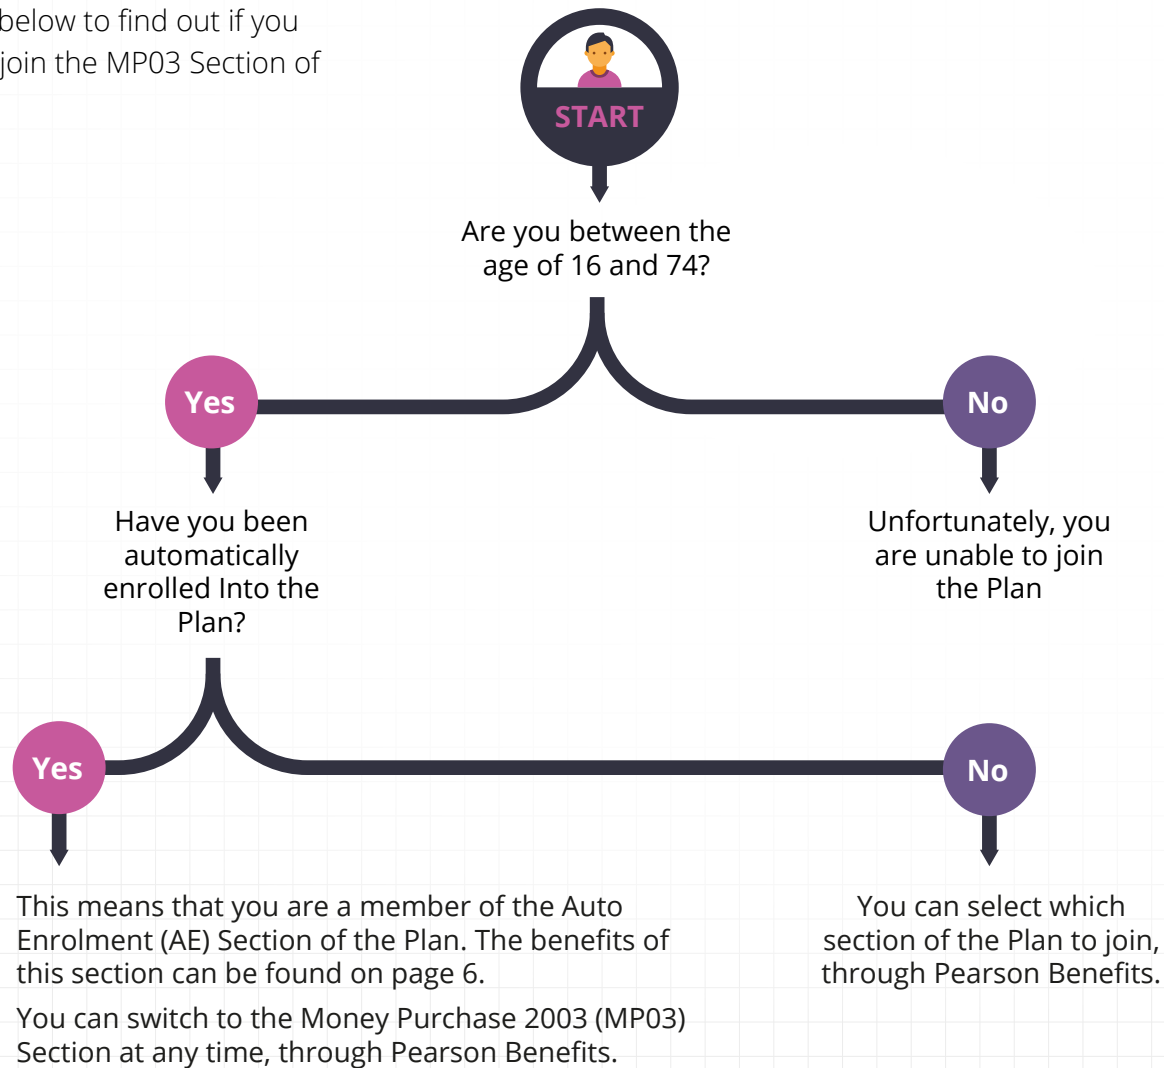 below to find out if you
join the MP03 Section of
START
Are you between the
age of 16 and 74?
Yes
No
Have you been
automatically
enrolled Into the
Plan?
Unfortunately, you
are unable to join
the Plan
Yes
No
This means that you are a member of the Auto
Enrolment (AE) Section of the Plan. The benefits of
this section can be found on page 6.
You can switch to the Money Purchase 2003 (MP03)
Section at any time, through Pearson Benefits.
You can select which
section of the Plan to join,
through Pearson Benefits.